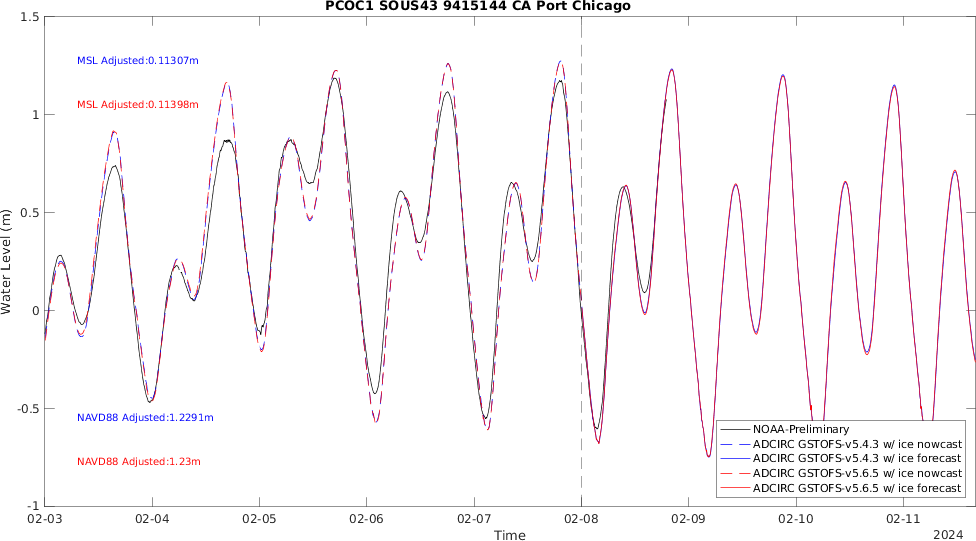 PCOC1 SOUS43 9415144 CA Port Chicago
1.5
MSL Adjusted:0.11307m
MSL Adjusted:0.11398m
1
0.5
Water Level (m)
0
-0.5
NAVD88 Adjusted:1.2291m
NAVD88 Adjusted:1.23m
NOAA-Preliminary
ADCIRC GSTOFS-v5.4.3 w/ ice nowcast
ADCIRC GSTOFS-v5.4.3 w/ ice forecast
ADCIRC GSTOFS-v5.6.5 w/ ice nowcast
ADCIRC GSTOFS-v5.6.5 w/ ice forecast
-1
02-03 02-04 02-05 02-06 02-07 02-08 02-09 02-10 02-11
Time
2024